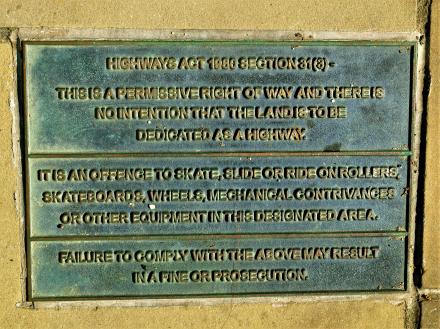 HIGHWAYS ACT 1980 SECTION 31(3) -
THIS IS A PERMISSIVE RIGHT OF WAY AND THERE IS
NO INTENTION THAT THE LAND IS TO BE
DEDICATED AS A HIGHWAY.
IT IS AN OFFENCE TO SKATE, SLIDE OR RIDE ON ROLLERS,
SKATEBOARDS, WHEELS, MECHANICAL CONTRIVANCES
OR OTHER EQUIPMENT IN THIS DESIGNATED AREA.
FAILURE TO COMPLY WITH THE ABOVE MAY RESULT
IN A FINE OR PROSECUTION.